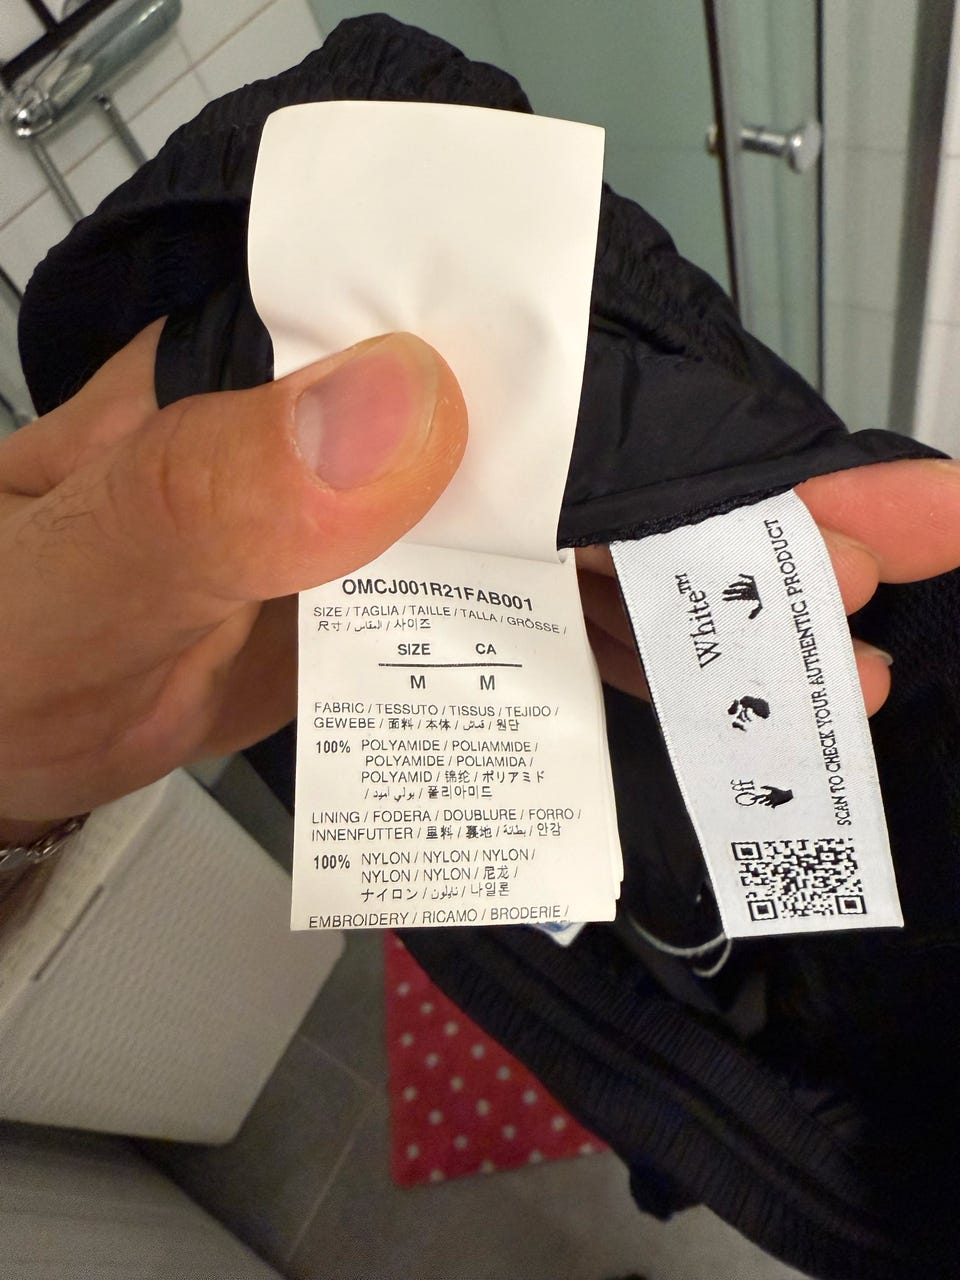 OMCJ001R21FAB001
SIZE / TAGLIA / TAILLE / TALLA / GRÖSSE /
尺寸 / المقاس / 사이즈
SIZE CA
M M
FABRIC / TESSUTO / TISSUS / TEJIDO /
GEWEBE / 面料 / 本体 / قماش / 원단
100% POLYAMIDE / POLIAMMIDE /
POLYAMIDE / POLIAMIDA /
POLYAMID / 锦纶 / ポリアミド
/ بولي أميد / 폴리아미드
LINING / FODERA / DOUBLURE / FORRO /
INNENFUTTER / 里料 / 裏地 / بطانة / 안감
100% NYLON / NYLON / NYLON /
NYLON / NYLON / 尼龙 /
ナイロン / نايلون / 나일론
EMBROIDERY / RICAMO / BRODERIE /
Off White™
SCAN TO CHECK YOUR AUTHENTIC PRODUCT